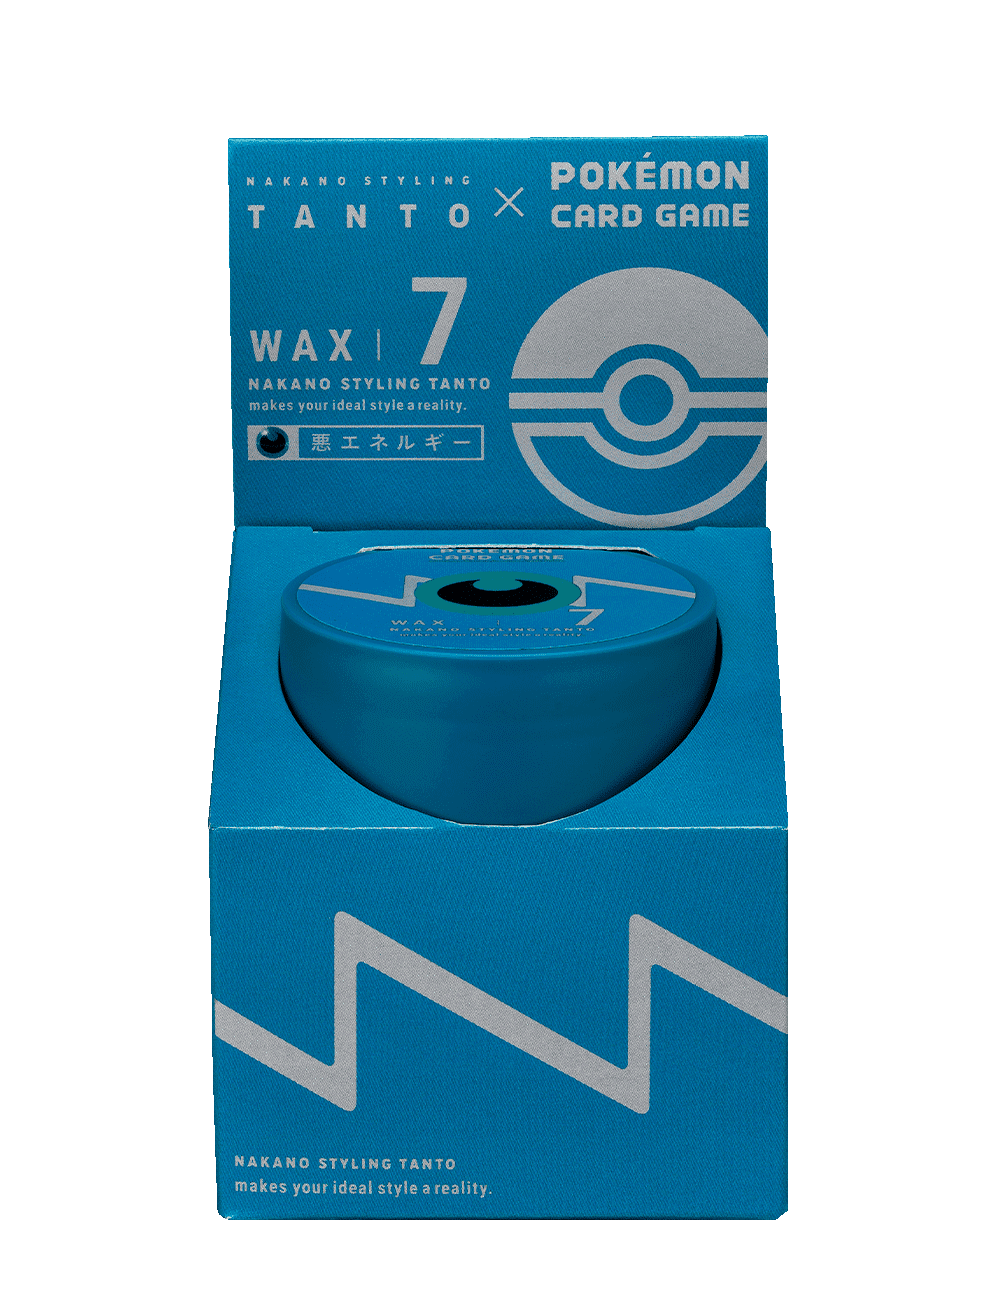 NAKANO STYLING
TANTO
×
POKÉMON
CARD GAME
WAX | 7
NAKANO STYLING TANTO
makes your ideal style a reality.
悪エネルギー
POKÉMON
CARD GAME
WAX | 7
NAKANO STYLING TANTO
makes your ideal style a reality.
NAKANO STYLING TANTO
makes your ideal style a reality.